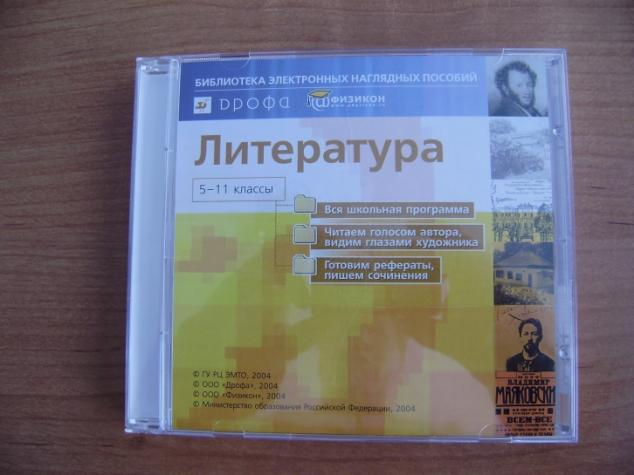 БИБЛИОТЕКА ЭЛЕКТРОННЫХ НАГЛЯДНЫХ ПОСОБИЙ
дрофа ФИЗИКОН
Литература
5–11 классы
Вся школьная программа
Читаем голосом автора,
видим глазами художника
Готовим рефераты,
пишем сочинения
© ГУ РЦ ЭМТО, 2004
© ООО «Дрофа», 2004
© ООО «Физикон», 2004
© Министерство образования Российской Федерации, 2004
ВЛАДИМИР
МАЯКОВСКИ
ВСЕМ-ВСЕ